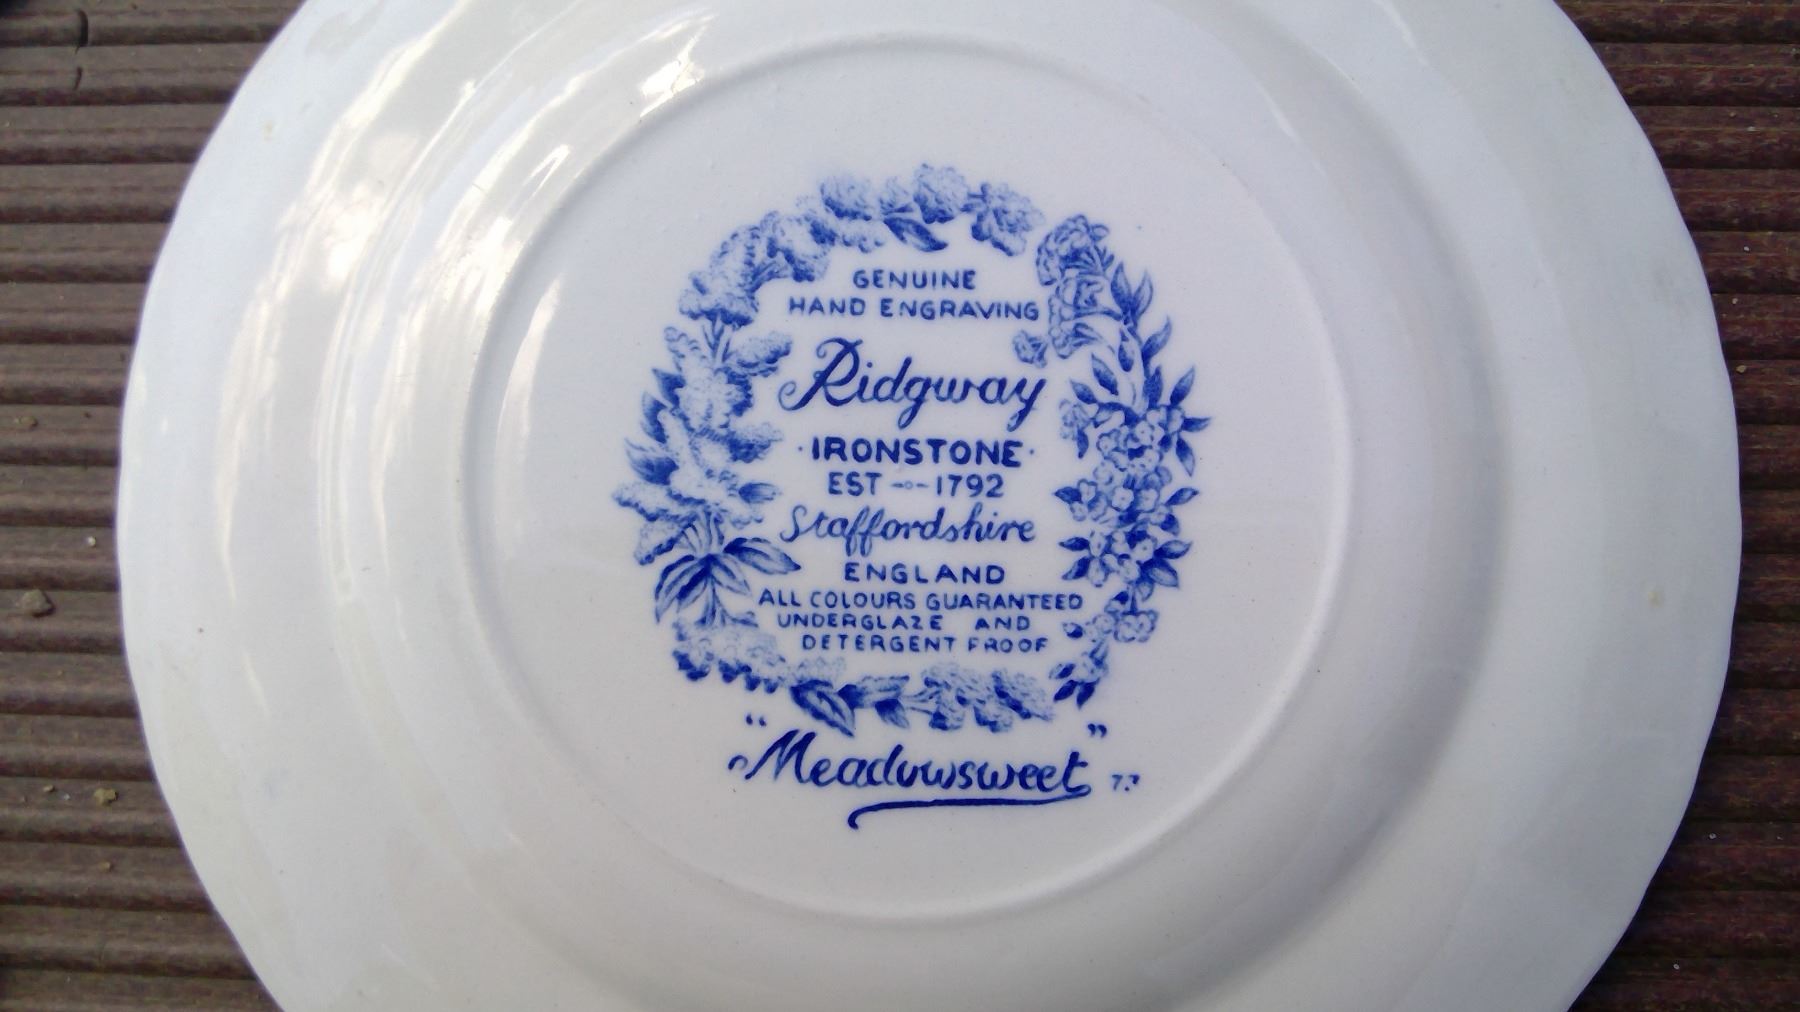 GENUINE
HAND ENGRAVING
Ridgway
· IRONSTONE ·
EST -o- 1792
Staffordshire
ENGLAND
ALL COLOURS GUARANTEED
UNDERGLAZE AND
DETERGENT PROOF
"Meadowsweet"